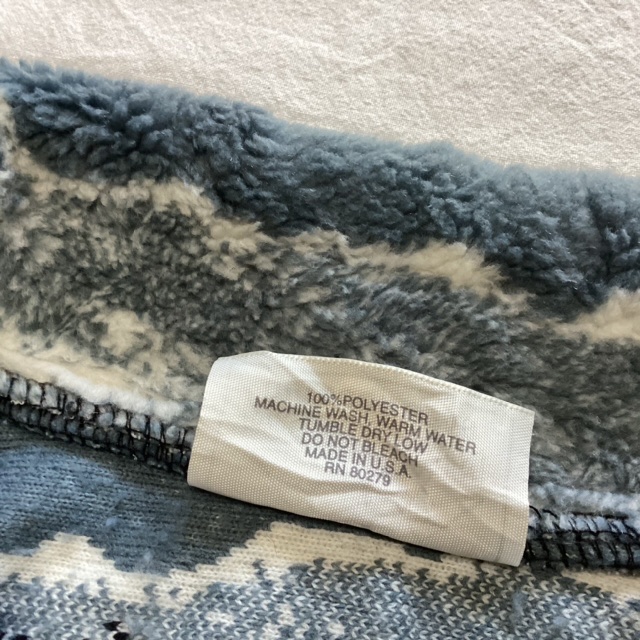 100%POLYESTER
MACHINE WASH, WARM WATER
TUMBLE DRY LOW
DO NOT BLEACH
MADE IN U.S.A.
RN 80279